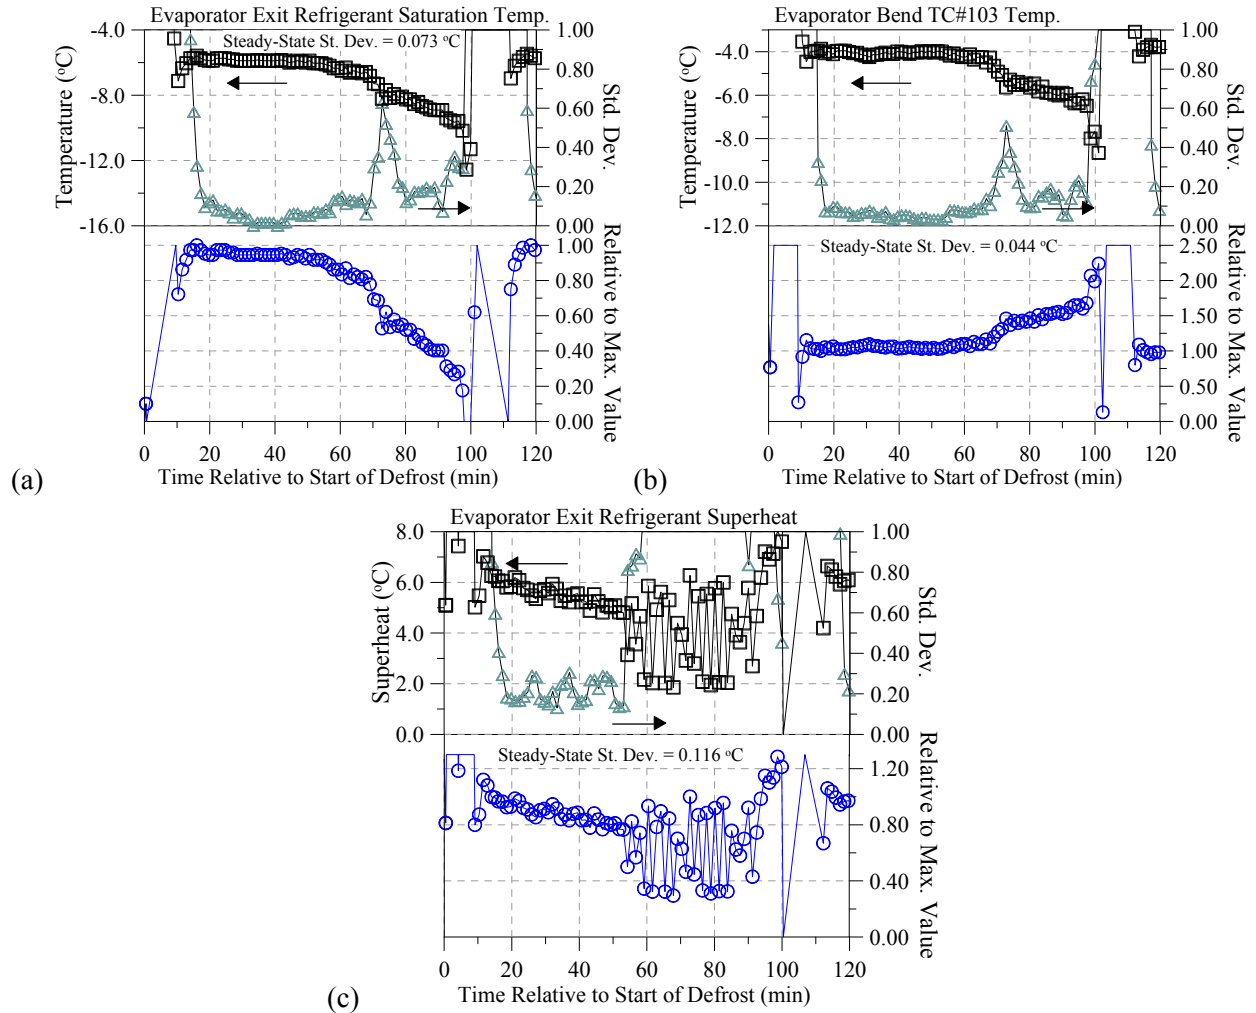 (a)
Evaporator Exit Refrigerant Saturation Temp.
Steady-State St. Dev. = 0.073 °C
Temperature (°C)
-4.0
-8.0
-12.0
-16.0
Std. Dev.
1.00
0.80
0.60
0.40
0.20
0.00
Relative to Max. Value
1.00
0.80
0.60
0.40
0.20
0.00
0 20 40 60 80 100 120
Time Relative to Start of Defrost (min)
(b)
Evaporator Bend TC#103 Temp.
Temperature (°C)
-4.0
-6.0
-8.0
-10.0
-12.0
Std. Dev.
1.00
0.80
0.60
0.40
0.20
0.00
Steady-State St. Dev. = 0.044 °C
Relative to Max. Value
2.50
2.00
1.50
1.00
0.50
0.00
0 20 40 60 80 100 120
Time Relative to Start of Defrost (min)
(c)
Evaporator Exit Refrigerant Superheat
Superheat (°C)
8.0
6.0
4.0
2.0
0.0
Std. Dev.
1.00
0.80
0.60
0.40
0.20
0.00
Steady-State St. Dev. = 0.116 °C
Relative to Max. Value
1.20
0.80
0.40
0.00
0 20 40 60 80 100 120
Time Relative to Start of Defrost (min)